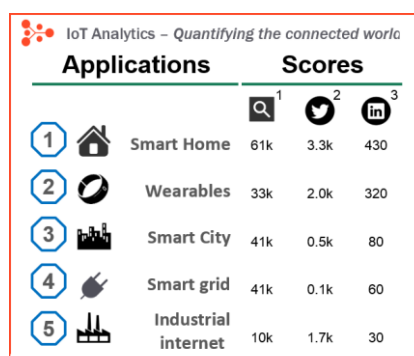 IoT Analytics – Quantifying the connected world
Applications Scores
1 2 3
in
1 Smart Home 61k 3.3k 430
2 Wearables 33k 2.0k 320
3 Smart City 41k 0.5k 80
4 Smart grid 41k 0.1k 60
5 Industrial
internet 10k 1.7k 30